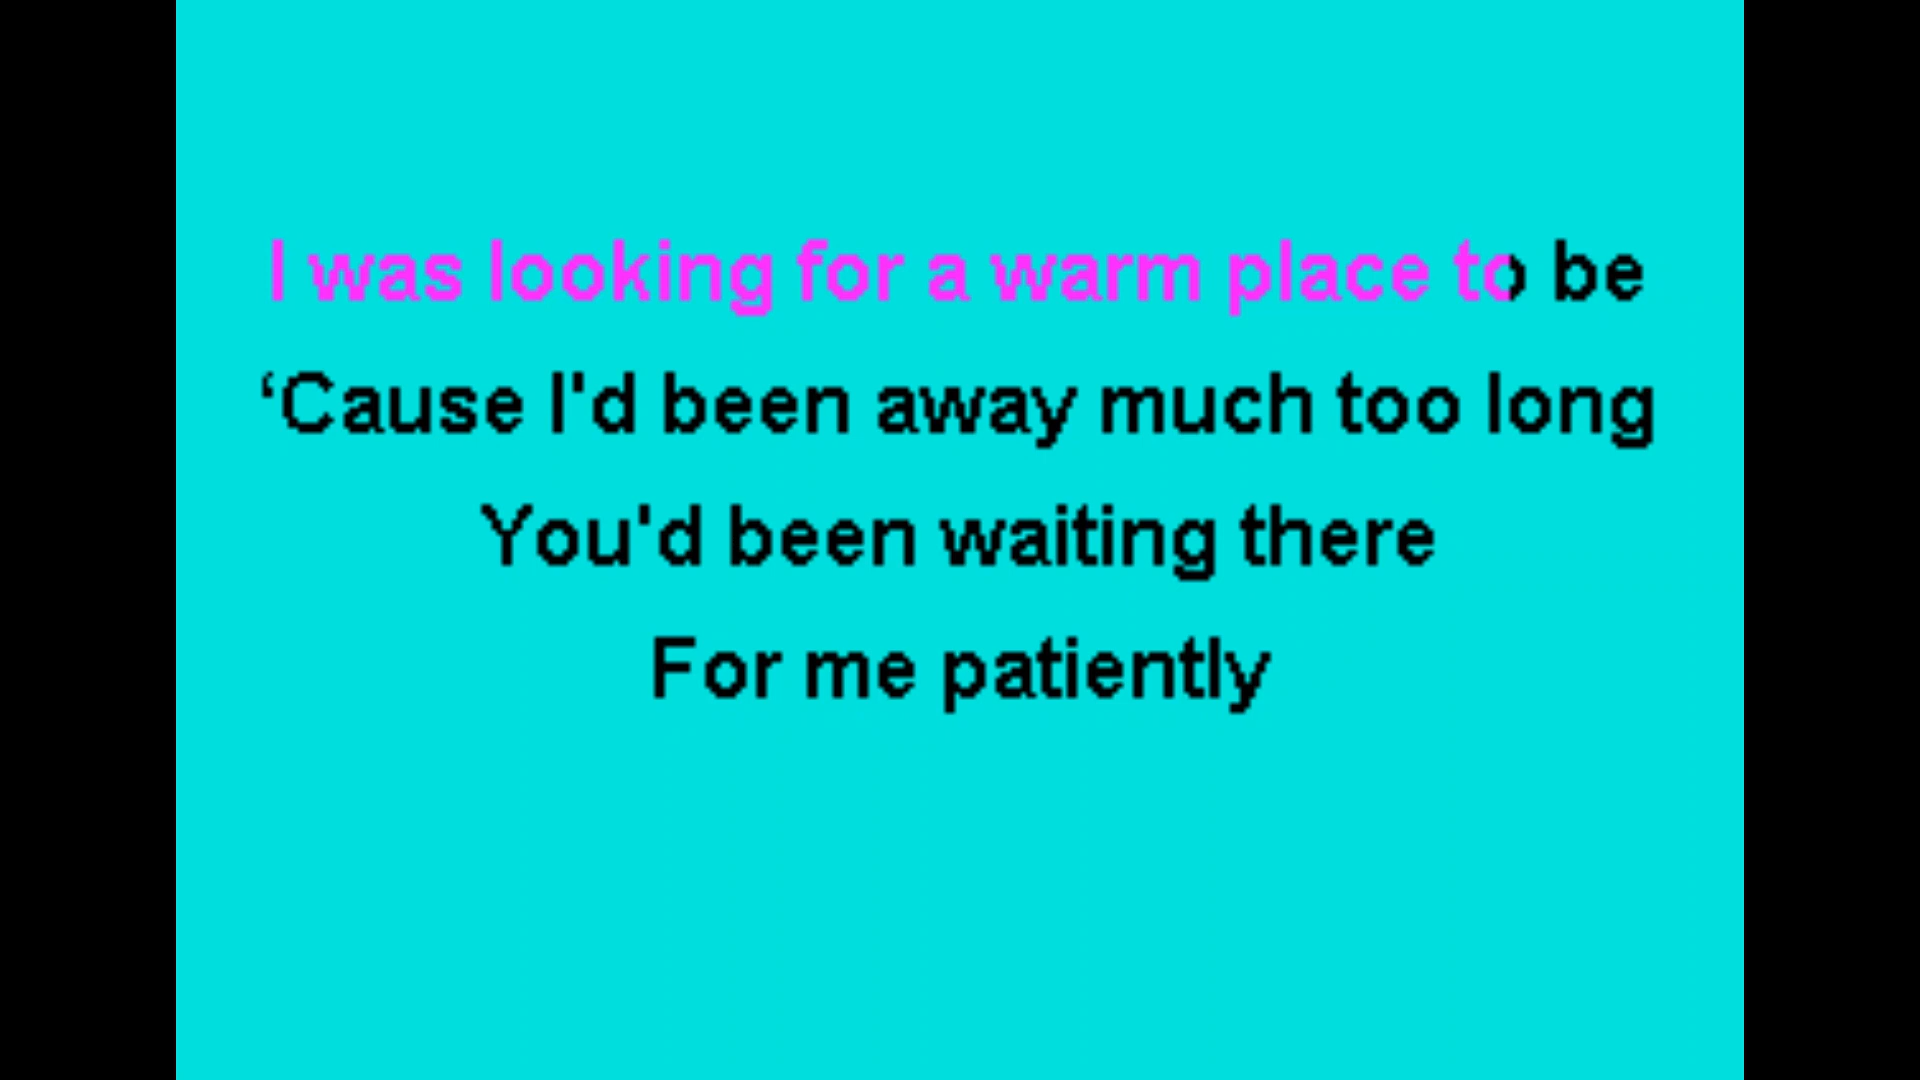 I was looking for a warm place to be
‘Cause I'd been away much too long
You'd been waiting there
For me patiently